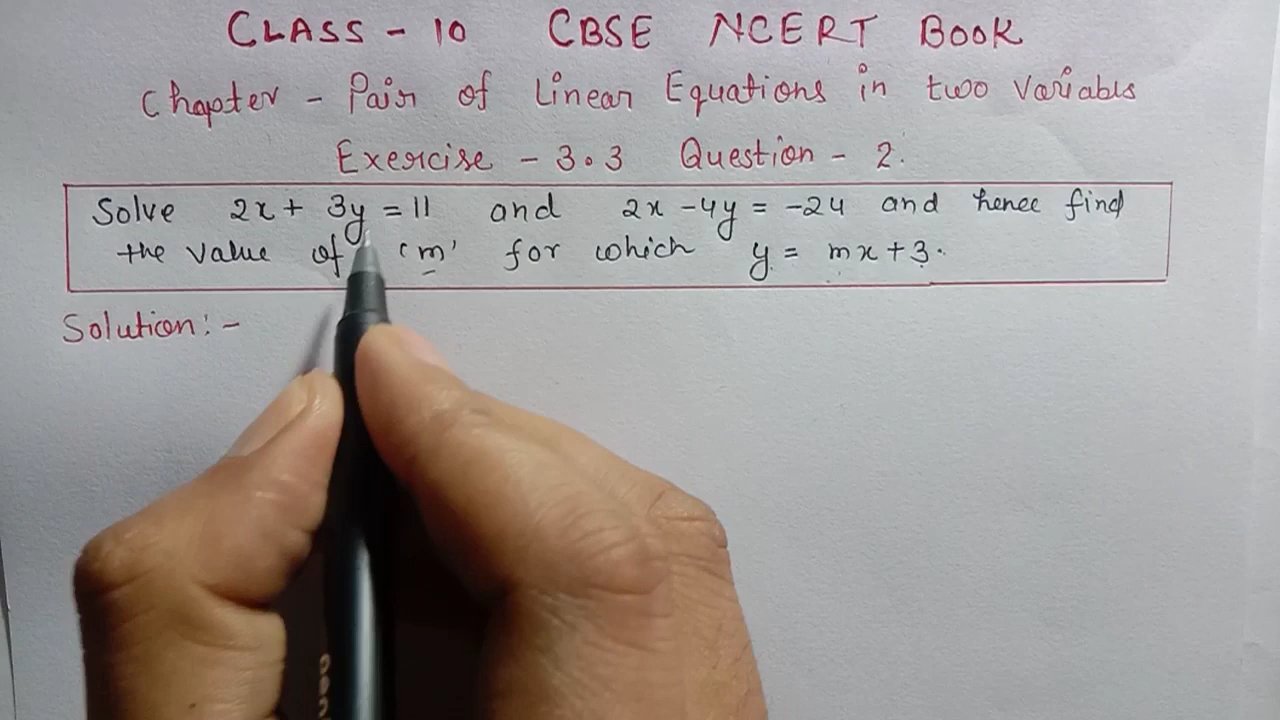 CLASS - 10 CBSE NCERT BOOK
Chapter - Pair of Linear Equations in two Variabls
Exercise - 3.3 Question - 2.
Solve 2x + 3y = 11 and 2x - 4y = -24 and hence find
the value of 'm' for which y = mx + 3.
Solution:-